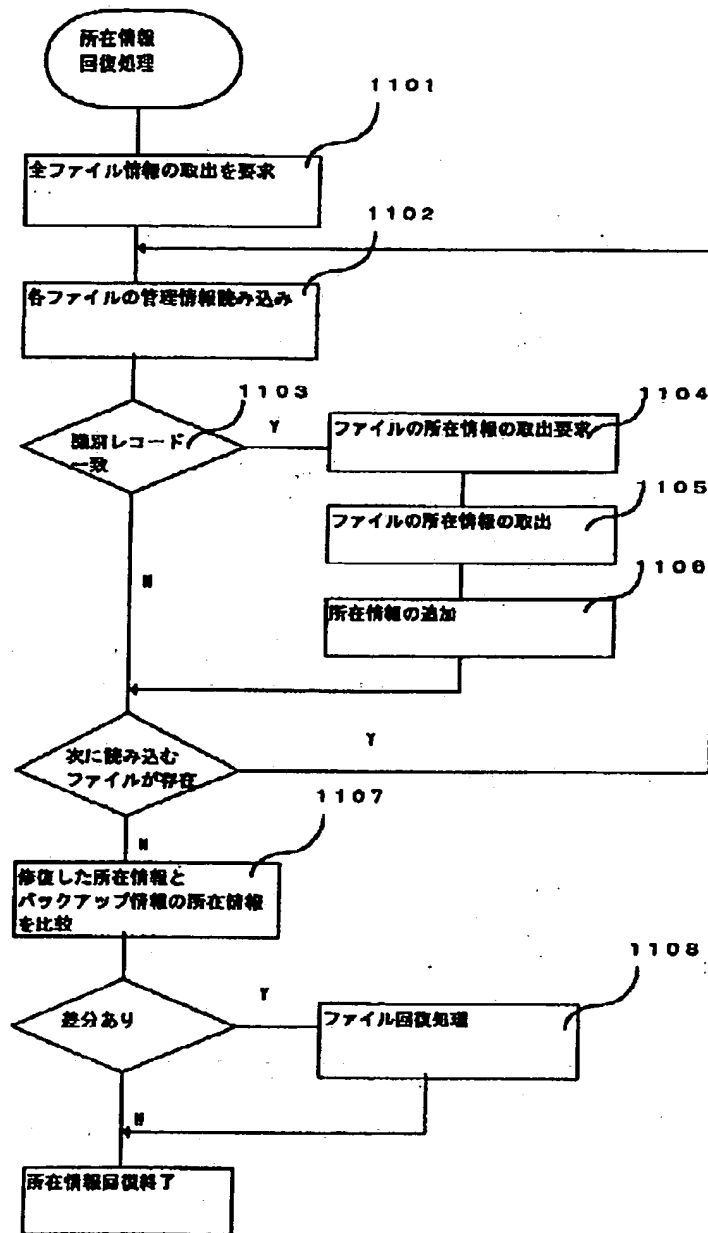 所在情報
回復処理
1101
全ファイル情報の取出を要求
1102
各ファイルの管理情報読み込み
1103
識別レコード
一致
Y
1104
ファイルの所在情報の取出要求
1105
ファイルの所在情報の取出
1106
所在情報の追加
N
次に読み込む
ファイルが存在
Y
N
1107
修復した所在情報と
バックアップ情報の所在情報
を比較
差分あり
Y
1108
ファイル回復処理
N
所在情報回復終了